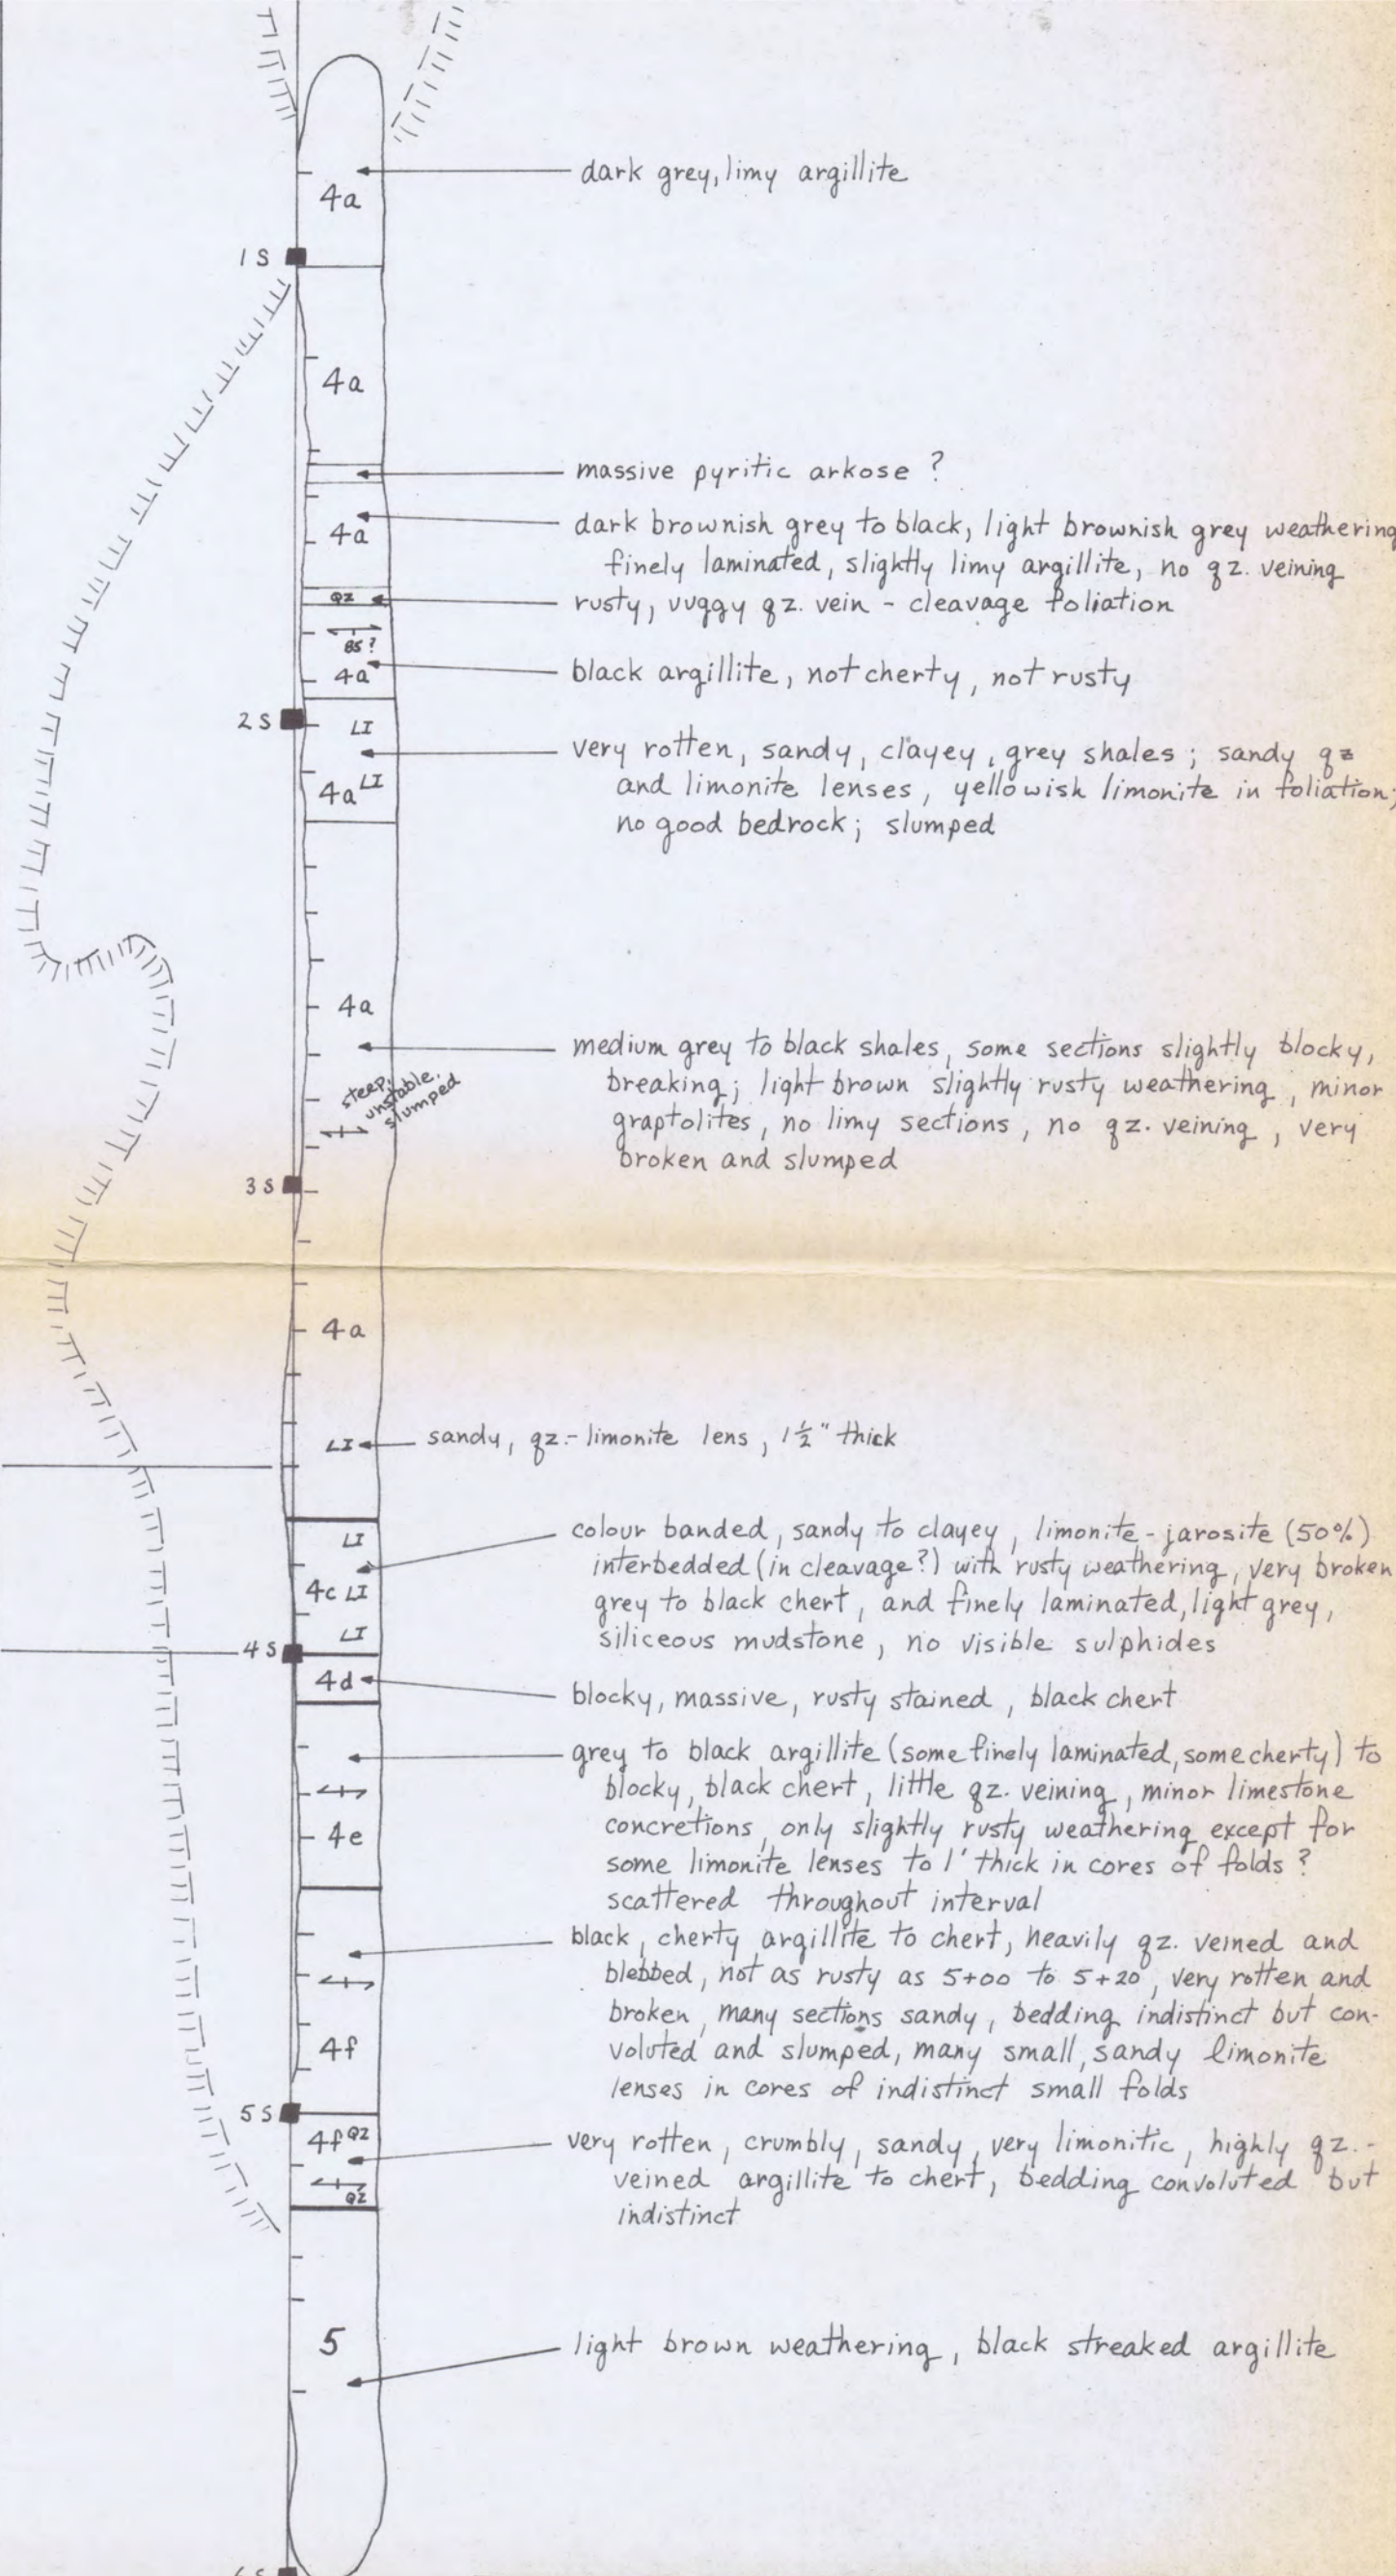 dark grey, limy argillite
4a
1 S
4a
massive pyritic arkose ?
dark brownish grey to black, light brownish grey weathering
4a
finely laminated, slightly limy argillite, no qz. veining
QZ
rusty, vuggy qz. vein - cleavage foliation
85?
4a
black argillite, not cherty, not rusty
2 S
LI
very rotten, sandy, clayey, grey shales; sandy qz
4a LI
and limonite lenses, yellowish limonite in foliation;
no good bedrock; slumped
4a
medium grey to black shales, some sections slightly blocky,
steep,
unstable,
slumped
breaking; light brown slightly rusty weathering, minor
graptolites, no limy sections, no qz. veining, very
broken and slumped
3 S
4a
LI
sandy, qz.- limonite lens, 1½" thick
colour banded, sandy to clayey, limonite - jarosite (50%)
LI
interbedded (in cleavage?) with rusty weathering, very broken
4c LI
grey to black chert, and finely laminated, light grey,
LI
siliceous mudstone, no visible sulphides
4 S
4d
blocky, massive, rusty stained, black chert
grey to black argillite (some finely laminated, some cherty) to
blocky, black chert, little qz. veining, minor limestone
4e
concretions, only slightly rusty weathering except for
some limonite lenses to 1' thick in cores of folds ?
scattered throughout interval
black, cherty argillite to chert, heavily qz. veined and
blebbed, not as rusty as 5+00 to 5+20, very rotten and
broken, many sections sandy, bedding indistinct but con-
4f
voluted and slumped, many small, sandy limonite
lenses in cores of indistinct small folds
5 S
4f QZ
very rotten, crumbly, sandy, very limonitic, highly qz.-
veined argillite to chert, bedding convoluted but
QZ
indistinct
5
light brown weathering, black streaked argillite